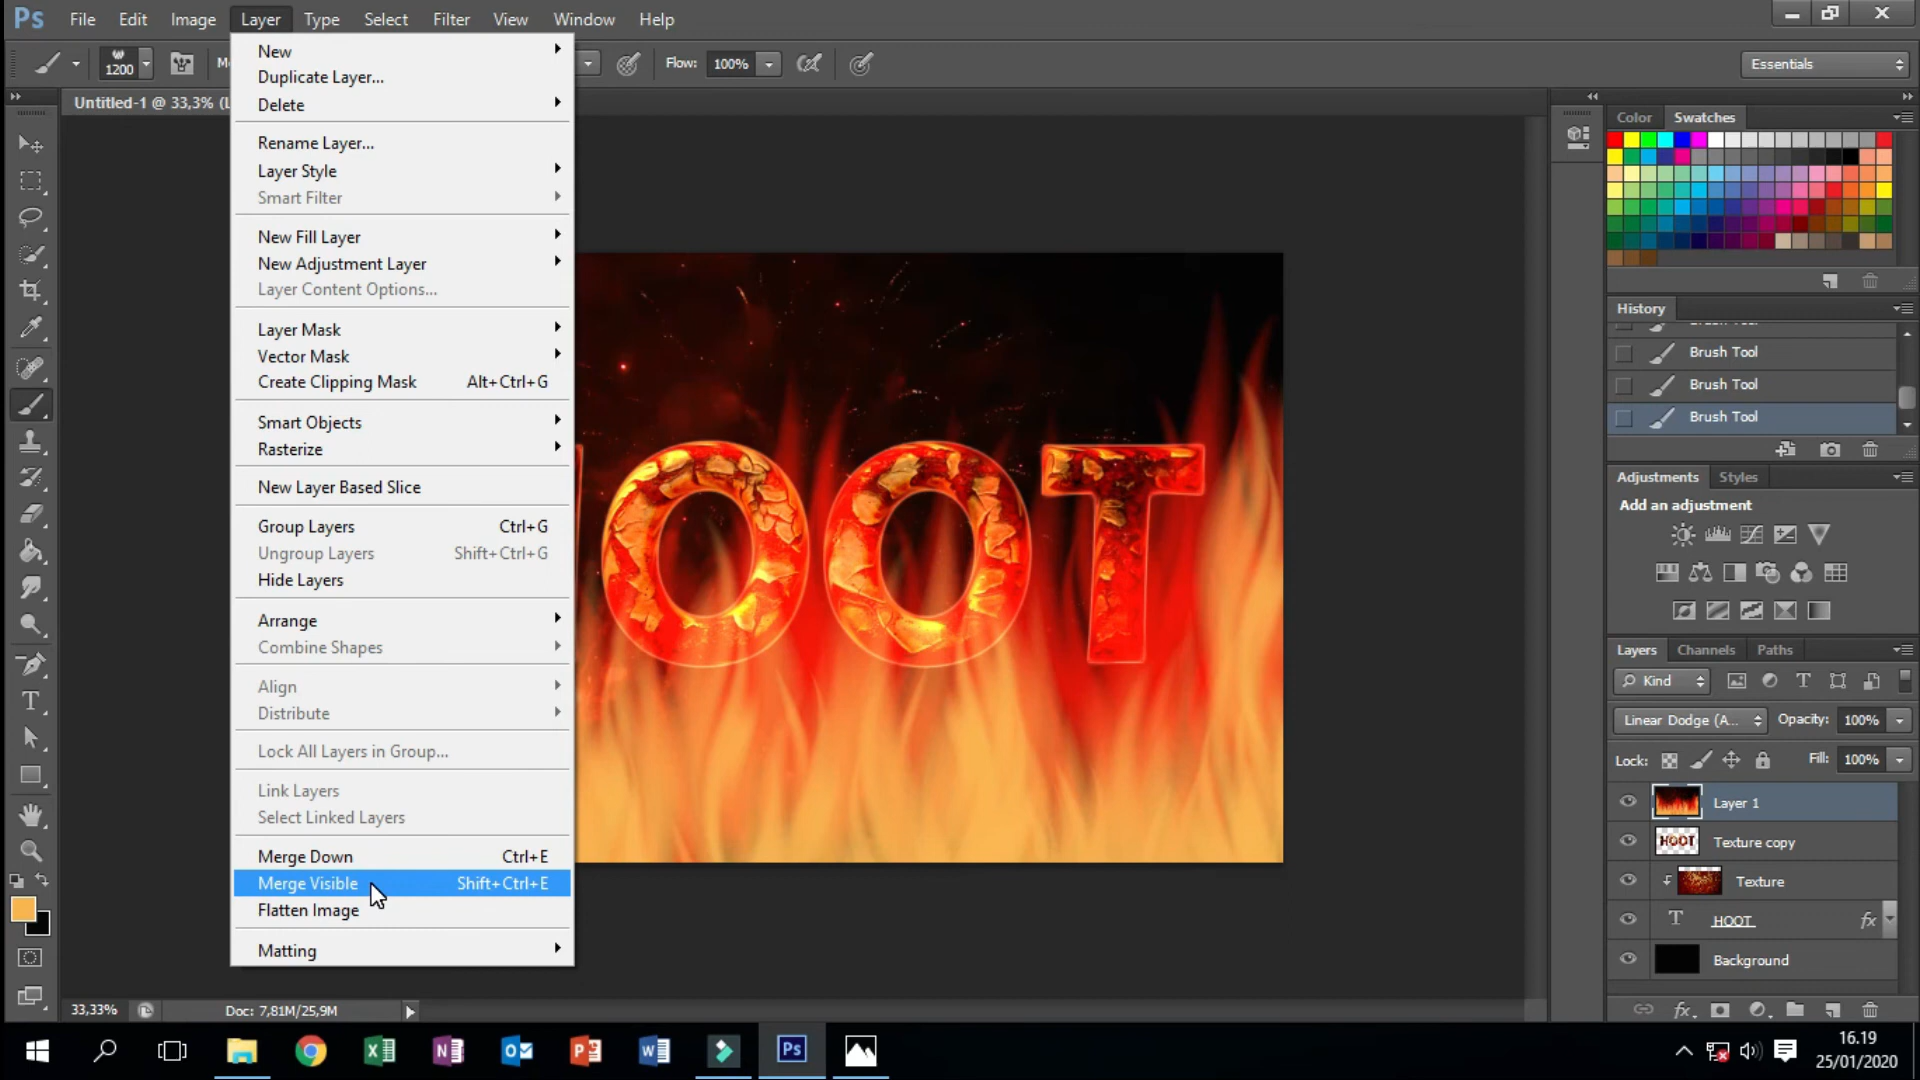 Ps File Edit Image Layer Type Select Filter View Window Help
1200 M Flow: 100% Essentials
Untitled-1 @ 33,3% (L
New
Duplicate Layer...
Delete
Rename Layer...
Layer Style
Smart Filter
New Fill Layer
New Adjustment Layer
Layer Content Options...
Layer Mask
Vector Mask
Create Clipping Mask Alt+Ctrl+G
Smart Objects
Rasterize
New Layer Based Slice
Group Layers Ctrl+G
Ungroup Layers Shift+Ctrl+G
Hide Layers
Arrange
Combine Shapes
Align
Distribute
Lock All Layers in Group...
Link Layers
Select Linked Layers
Merge Down Ctrl+E
Merge Visible Shift+Ctrl+E
Flatten Image
Matting
OOT
Color Swatches
History
Brush Tool
Brush Tool
Brush Tool
Brush Tool
Adjustments Styles
Add an adjustment
Layers Channels Paths
Kind
Linear Dodge (A... Opacity: 100%
Lock: Fill: 100%
Layer 1
HOOT Texture copy
Texture
T HOOT fx
Background
fx
33,33% Doc: 7,81M/25,9M
Ps
16.19
25/01/2020